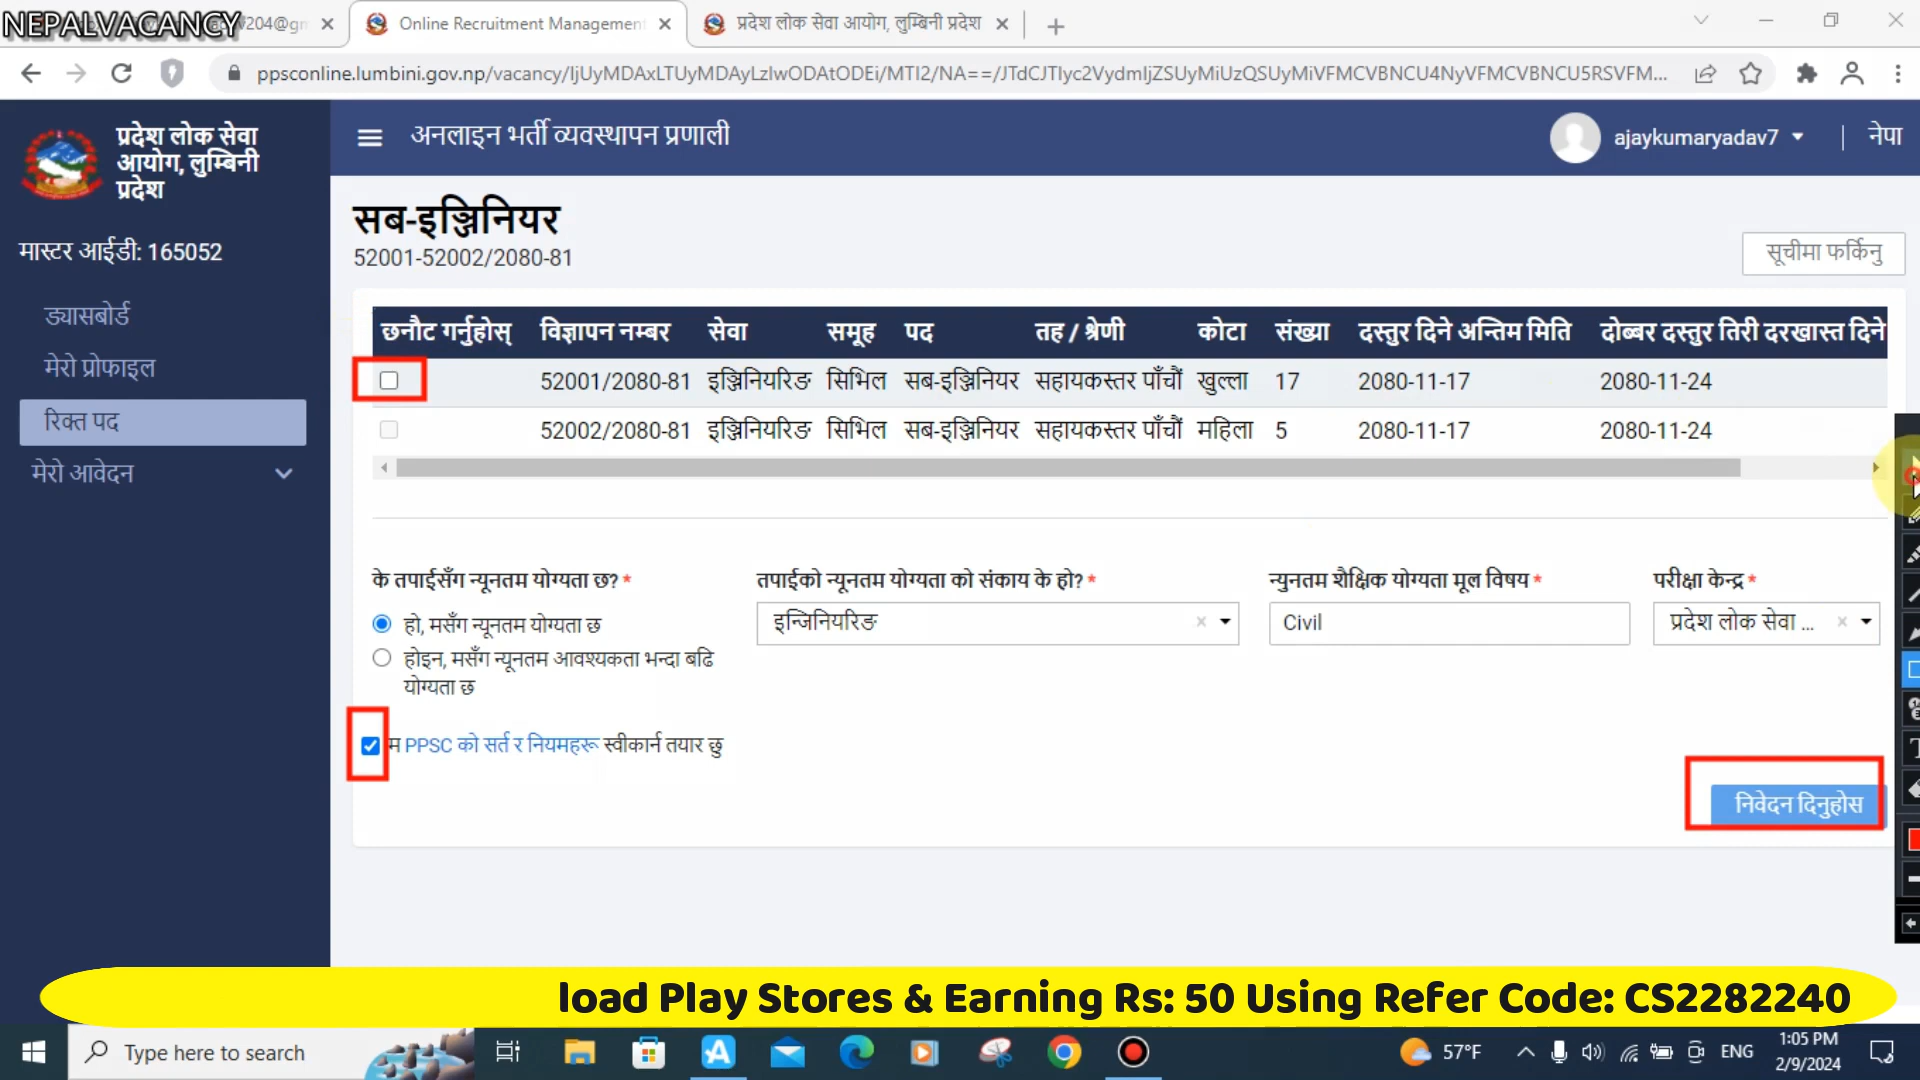 NEPALVACANCY
v204@gm
Online Recruitment Managemen
प्रदेश लोक सेवा आयोग, लुम्बिनी प्रदेश
ppsconline.lumbini.gov.np/vacancy/
प्रदेश लोक सेवा
आयोग, लुम्बिनी
प्रदेश
अनलाइन भर्ती व्यवस्थापन प्रणाली
ajaykumaryadav7
नेपा
मास्टर आईडी: 165052
ड्यासबोर्ड
मेरो प्रोफाइल
रिक्त पद
मेरो आवेदन
सब-इञ्जिनियर
52001-52002/2080-81
सूचीमा फर्किनु
छनौट गर्नुहोस् विज्ञापन नम्बर सेवा समूह पद तह / श्रेणी कोटा संख्या दस्तुर दिने अन्तिम मिति दोब्बर दस्तुर तिरी दरखास्त दिने
52001/2080-81 इञ्जिनियरिङ सिभिल सब-इञ्जिनियर सहायकस्तर पाँचौं खुल्ला 17 2080-11-17 2080-11-24
52002/2080-81 इञ्जिनियरिङ सिभिल सब-इञ्जिनियर सहायकस्तर पाँचौं महिला 5 2080-11-17 2080-11-24
के तपाईसँग न्यूनतम योग्यता छ? *
हो, मसँग न्यूनतम योग्यता छ
होइन, मसँग न्यूनतम आवश्यकता भन्दा बढि
योग्यता छ
तपाईको न्यूनतम योग्यता को संकाय के हो? *
इन्जिनियरिङ
न्युनतम शैक्षिक योग्यता मूल विषय *
Civil
परीक्षा केन्द्र *
प्रदेश लोक सेवा ...
म PPSC को सर्त र नियमहरू स्वीकार्न तयार छु
निवेदन दिनुहोस
load Play Stores & Earning Rs: 50 Using Refer Code: CS2282240
Type here to search
57°F
ENG
1:05 PM
2/9/2024